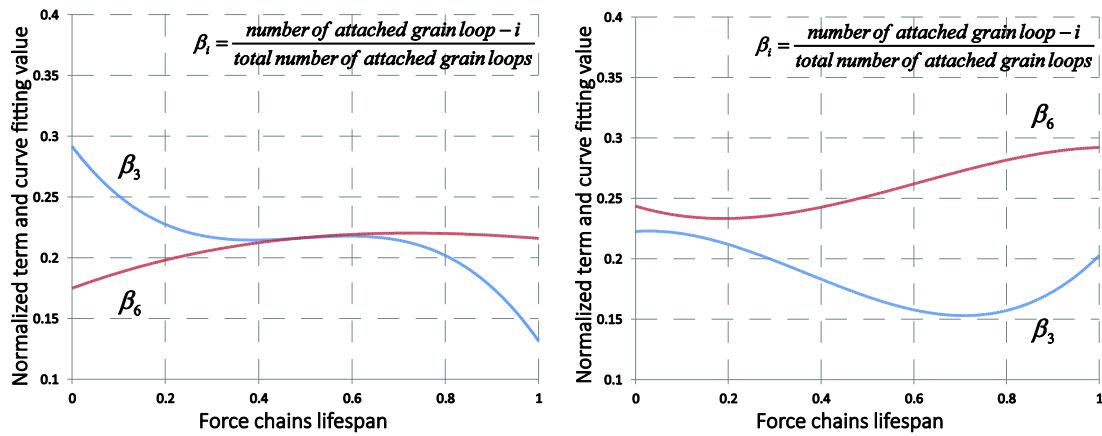 Normalized term and curve fitting value
0.4
0.35
0.3
0.25
0.2
0.15
0.1
β_i = number of attached grain loop – i / total number of attached grain loops
β_3
β_6
0 0.2 0.4 0.6 0.8 1
Force chains lifespan
Normalized term and curve fitting value
0.4
0.35
0.3
0.25
0.2
0.15
0.1
β_i = number of attached grain loop – i / total number of attached grain loops
β_6
β_3
0 0.2 0.4 0.6 0.8 1
Force chains lifespan